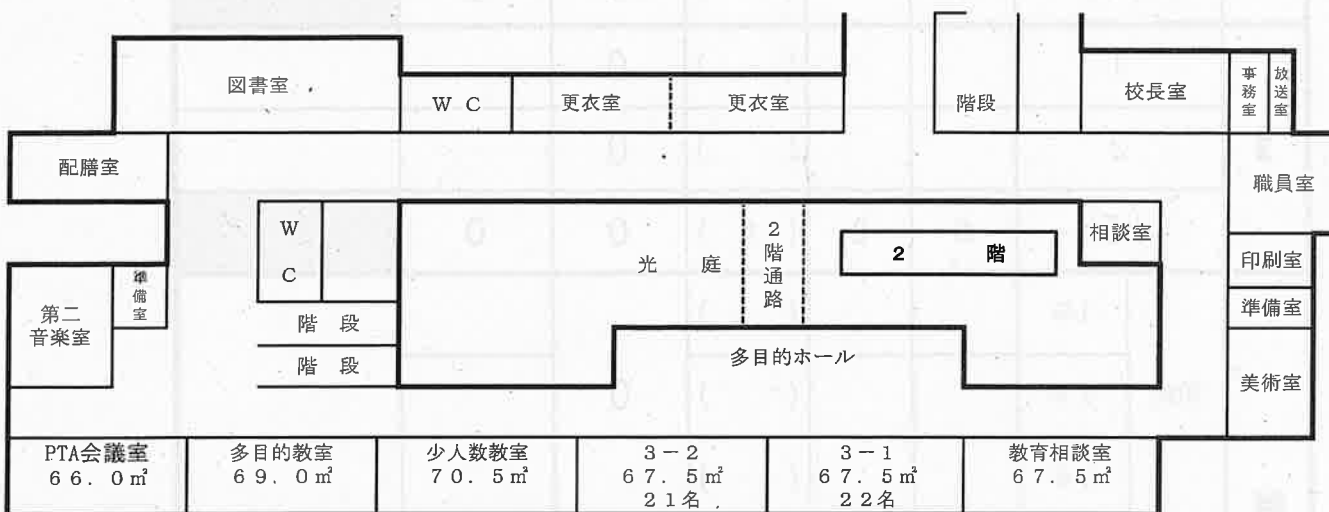 図書室
W C
更衣室
更衣室
階段
校長室
事務室
放送室
配膳室
職員室
W
C
光 庭
2階通路
2 階
相談室
印刷室
準備室
準備室
第二
音楽室
階 段
階 段
多目的ホール
美術室
PTA会議室
66.0㎡
多目的教室
69.0㎡
少人数教室
70.5㎡
3-2
67.5㎡
21名
3-1
67.5㎡
22名
教育相談室
67.5㎡